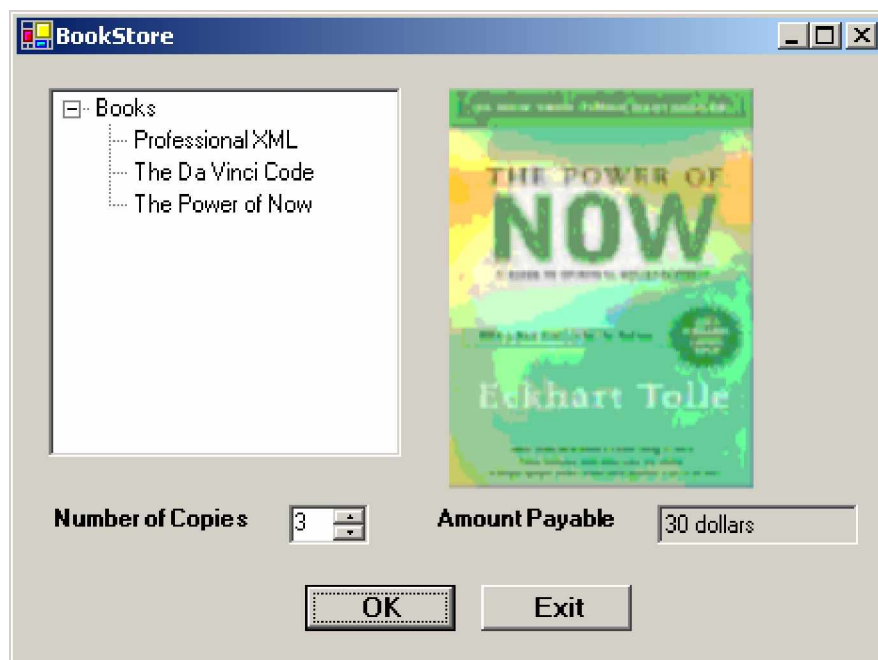 BookStore
Books
Professional XML
The Da Vinci Code
The Power of Now
THE POWER OF
NOW
Eckhart Tolle
Number of Copies 3 Amount Payable 30 dollars
OK Exit